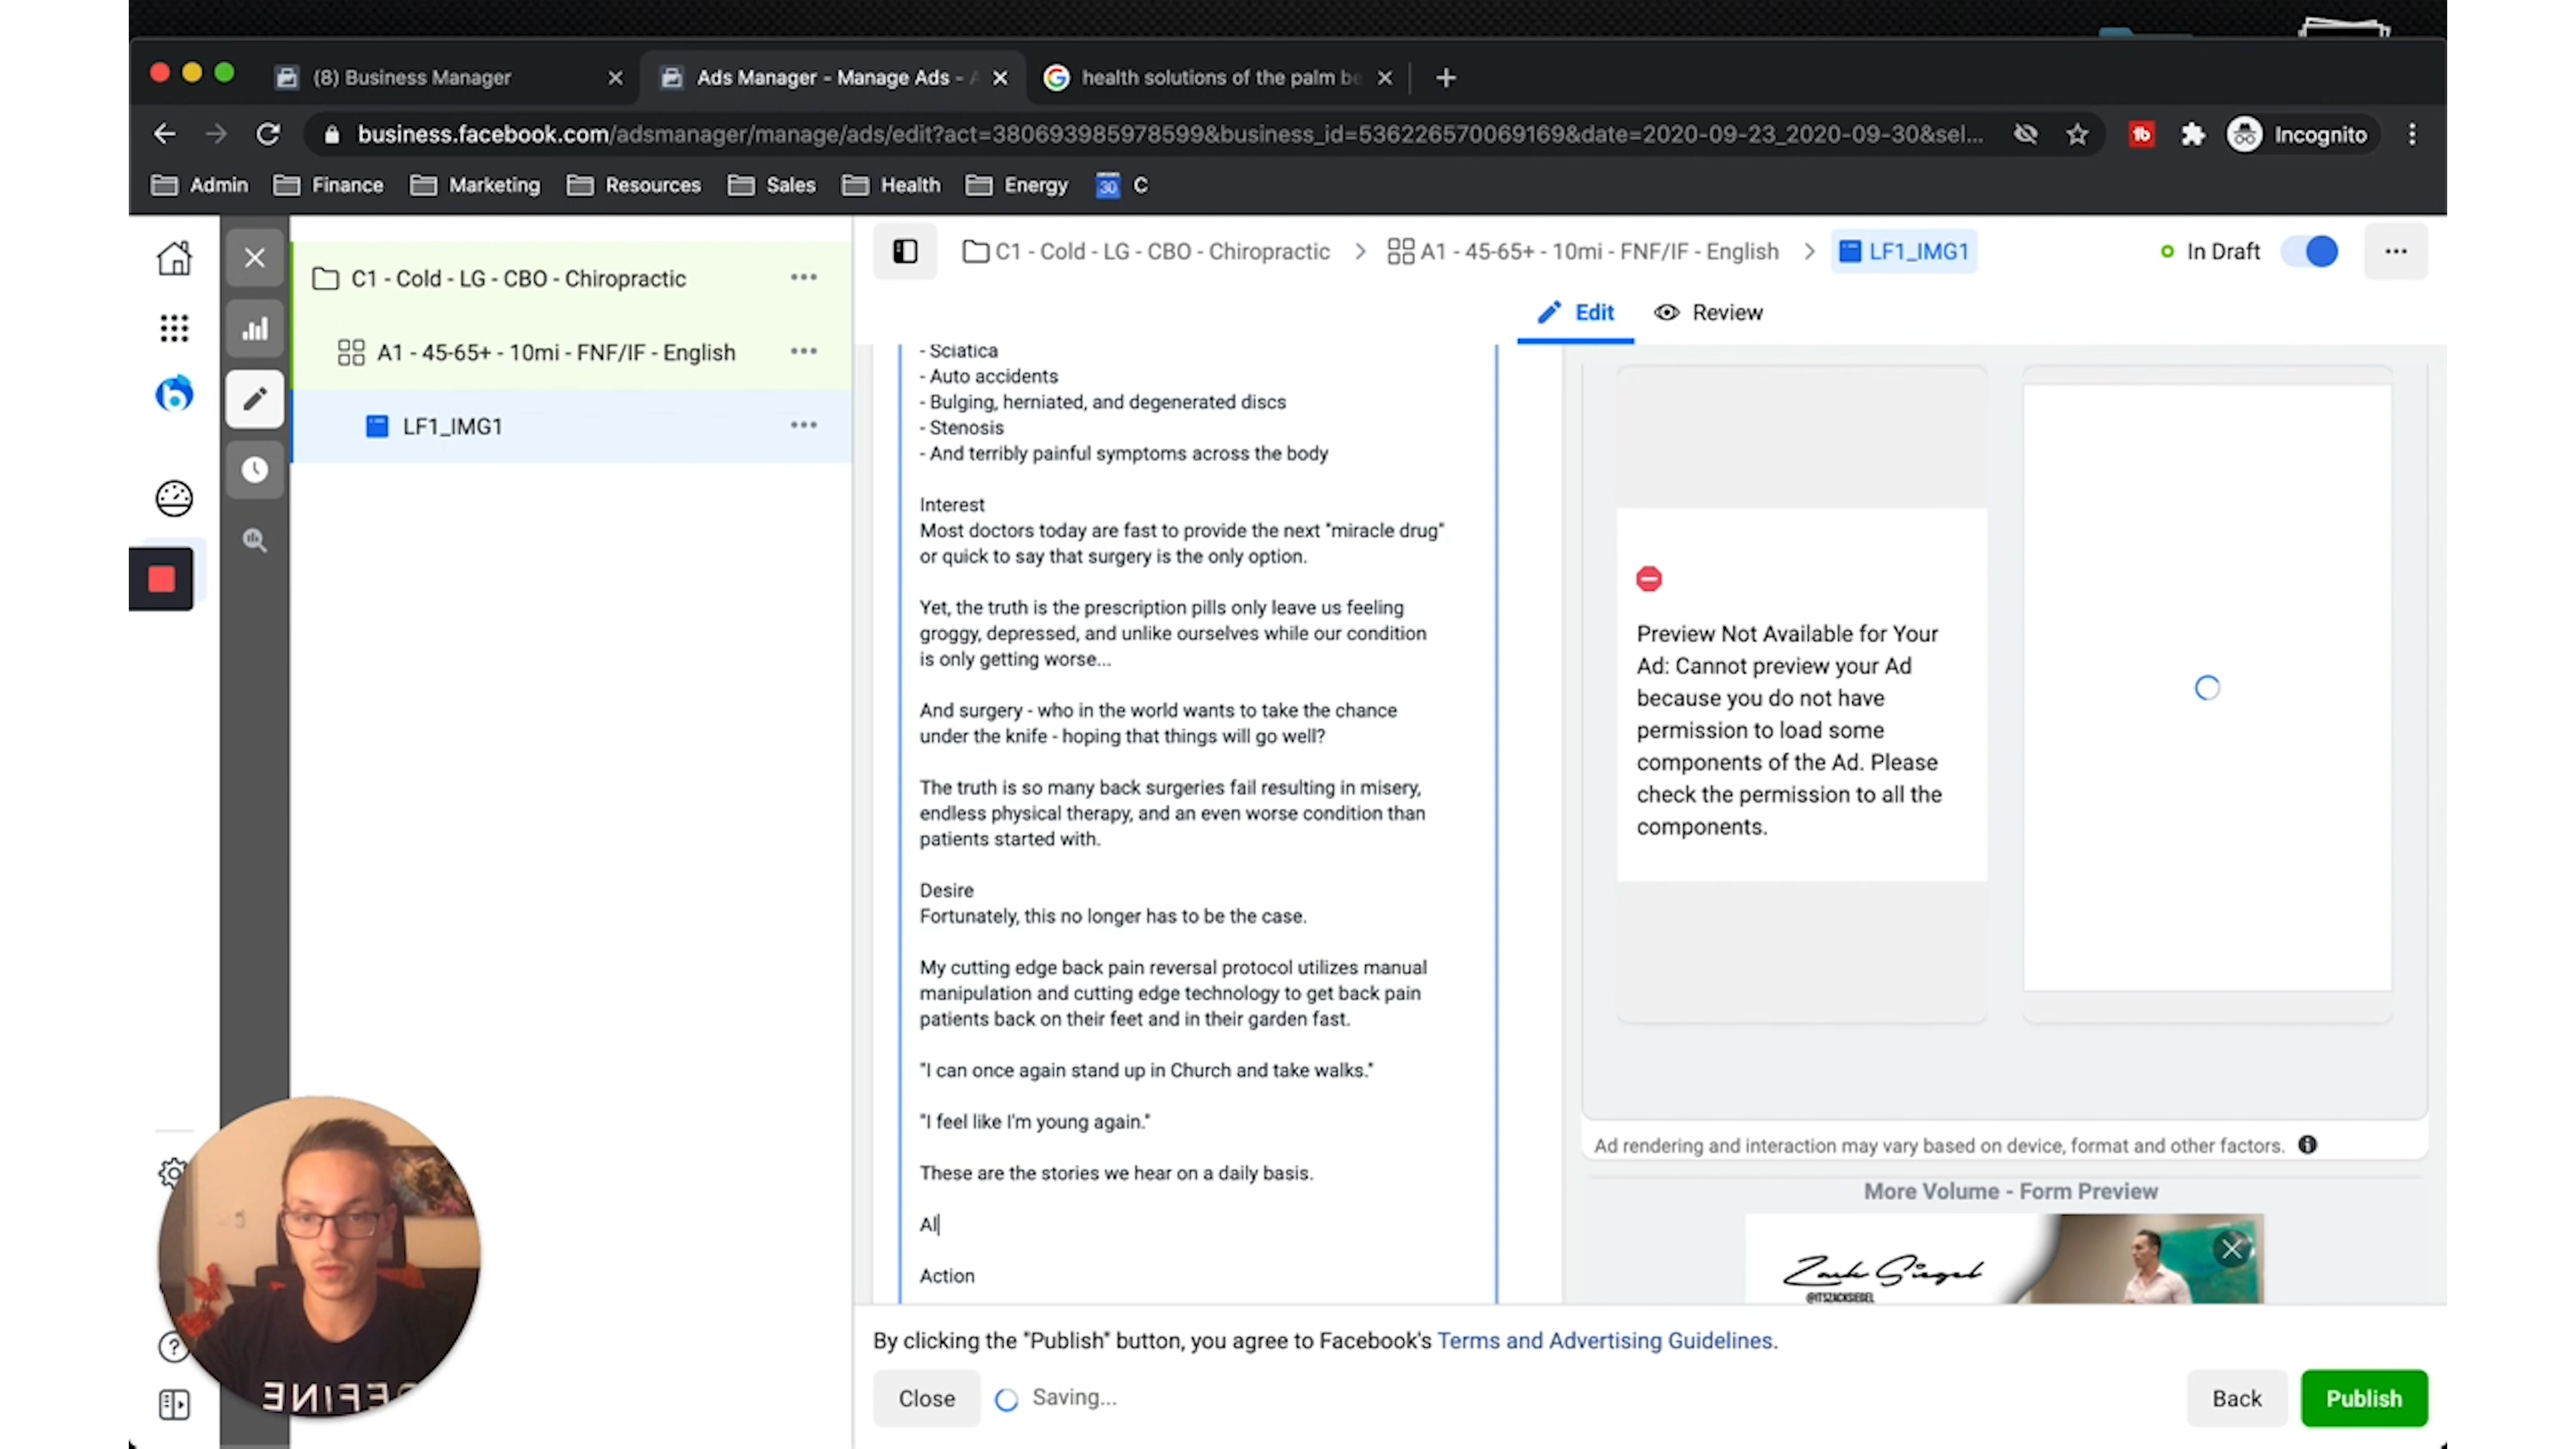 (8) Business Manager
Ads Manager - Manage Ads - A
health solutions of the palm be
business.facebook.com/adsmanager/manage/ads/edit?act=380693985978599&business_id=536226570069169&date=2020-09-23_2020-09-30&sel...
Incognito
Admin
Finance
Marketing
Resources
Sales
Health
Energy
30
C
C1 - Cold - LG - CBO - Chiropractic
A1 - 45-65+ - 10mi - FNF/IF - English
LF1_IMG1
C1 - Cold - LG - CBO - Chiropractic
A1 - 45-65+ - 10mi - FNF/IF - English
LF1_IMG1
In Draft
Edit
Review
- Sciatica
- Auto accidents
- Bulging, herniated, and degenerated discs
- Stenosis
- And terribly painful symptoms across the body
Interest
Most doctors today are fast to provide the next "miracle drug"
or quick to say that surgery is the only option.
Yet, the truth is the prescription pills only leave us feeling
groggy, depressed, and unlike ourselves while our condition
is only getting worse...
And surgery - who in the world wants to take the chance
under the knife - hoping that things will go well?
The truth is so many back surgeries fail resulting in misery,
endless physical therapy, and an even worse condition than
patients started with.
Desire
Fortunately, this no longer has to be the case.
My cutting edge back pain reversal protocol utilizes manual
manipulation and cutting edge technology to get back pain
patients back on their feet and in their garden fast.
"I can once again stand up in Church and take walks."
"I feel like I'm young again."
These are the stories we hear on a daily basis.
Al
Action
Preview Not Available for Your
Ad: Cannot preview your Ad
because you do not have
permission to load some
components of the Ad. Please
check the permission to all the
components.
Ad rendering and interaction may vary based on device, format and other factors.
More Volume - Form Preview
Zack Siegel
@ITSZACKSIEGEL
By clicking the "Publish" button, you agree to Facebook's Terms and Advertising Guidelines.
Close
Saving...
Back
Publish